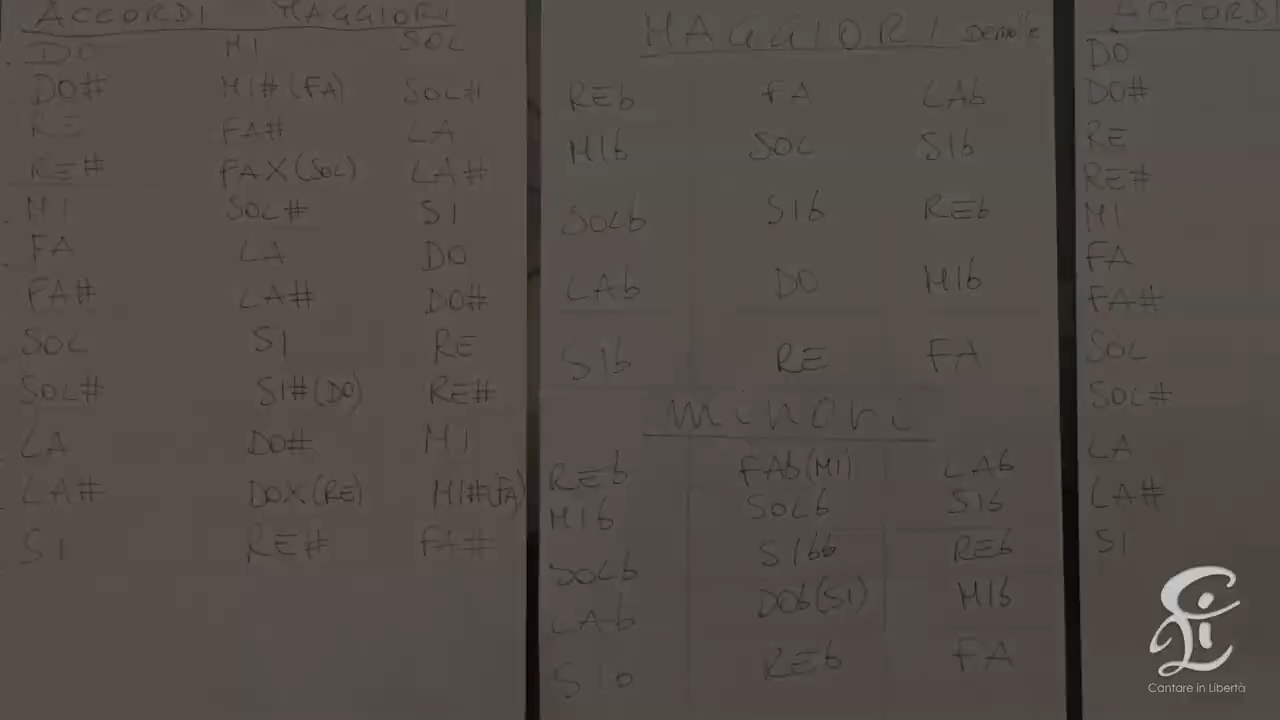 ACCORDI MAGGIORI
DO MI SOL
DO# MI#(FA) SOL#
RE FA# LA
RE# FAX(SOL) LA#
MI SOL# SI
FA LA DO
FA# LA# DO#
SOL SI RE
SOL# SI#(DO) RE#
LA DO# MI
LA# DOX(RE) MI#(FA)
SI RE# FA#
MAGGIORI bemolle
REb FA LAb
MIb SOL SIb
SOLb SIb REb
LAb DO MIb
SIb RE FA
minori
REb FAb(MI) LAb
MIb SOLb SIb
SOLb SIbb REb
LAb DOb(SI) MIb
SIb REb FA
ACCORDI
DO
DO#
RE
RE#
MI
FA
FA#
SOL
SOL#
LA
LA#
SI
Cantare in Libertà